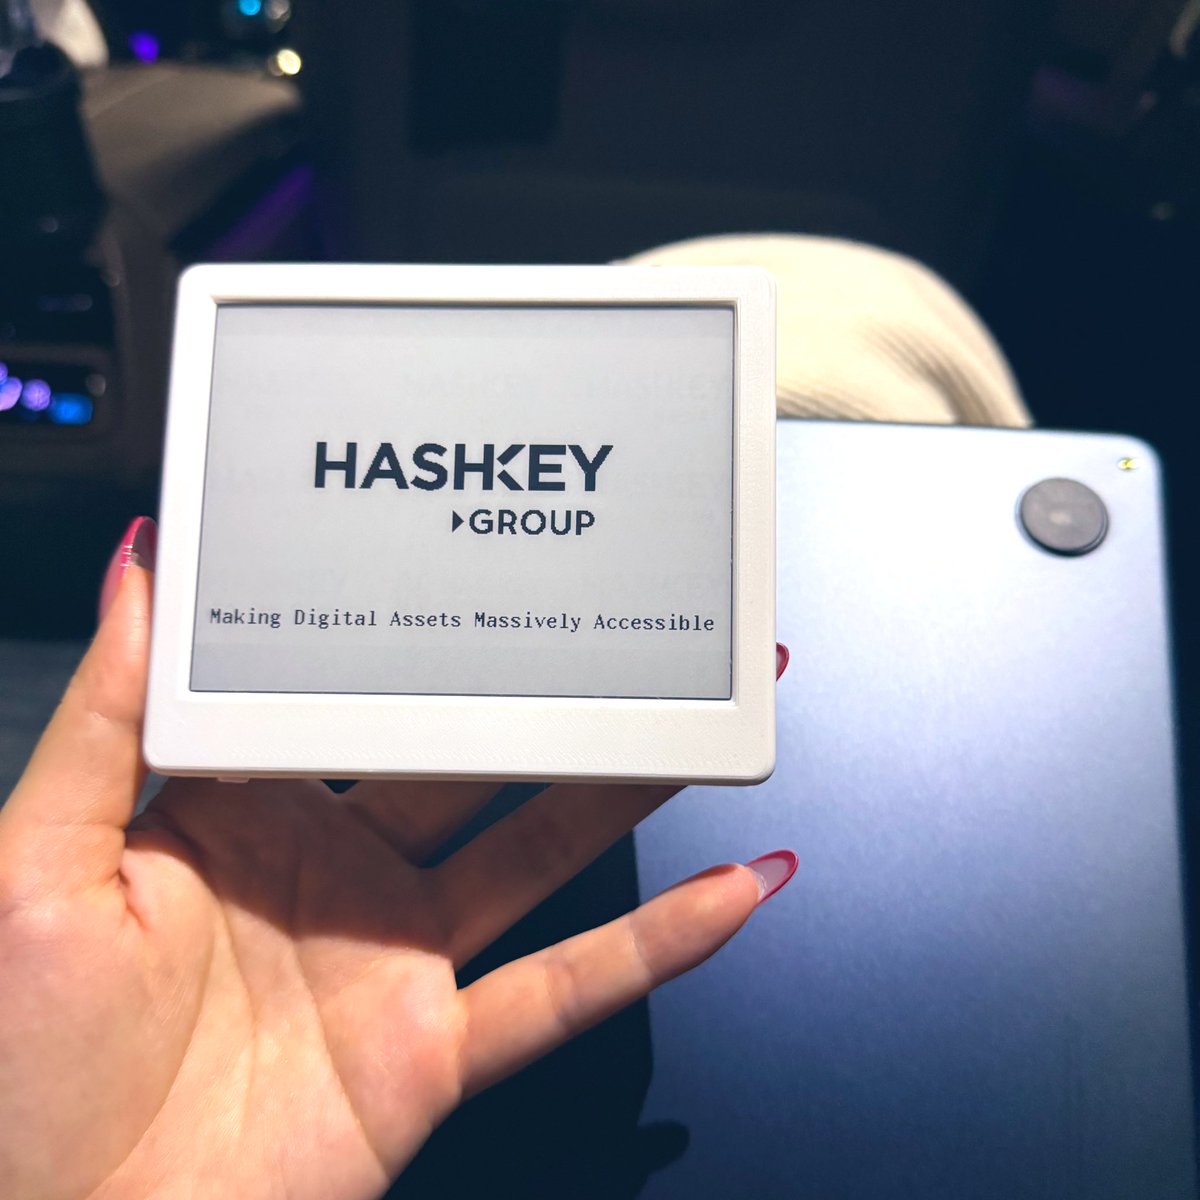 HASHKEY
GROUP
Making Digital Assets Massively Accessible